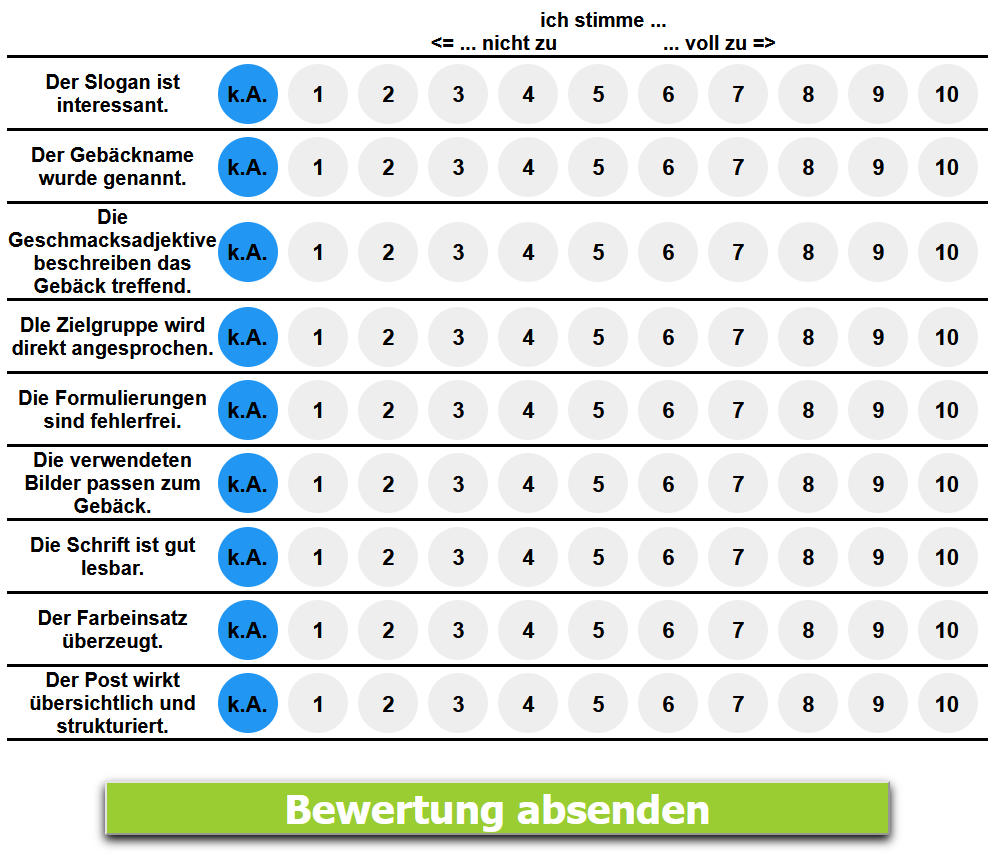 ich stimme ...
<= ... nicht zu ... voll zu =>
Der Slogan ist
interessant.
k.A. 1 2 3 4 5 6 7 8 9 10
Der Gebäckname
wurde genannt.
k.A. 1 2 3 4 5 6 7 8 9 10
Die
Geschmacksadjektive
beschreiben das
Gebäck treffend.
k.A. 1 2 3 4 5 6 7 8 9 10
DIe Zielgruppe wird
direkt angesprochen.
k.A. 1 2 3 4 5 6 7 8 9 10
Die Formulierungen
sind fehlerfrei.
k.A. 1 2 3 4 5 6 7 8 9 10
Die verwendeten
Bilder passen zum
Gebäck.
k.A. 1 2 3 4 5 6 7 8 9 10
Die Schrift ist gut
lesbar.
k.A. 1 2 3 4 5 6 7 8 9 10
Der Farbeinsatz
überzeugt.
k.A. 1 2 3 4 5 6 7 8 9 10
Der Post wirkt
übersichtlich und
strukturiert.
k.A. 1 2 3 4 5 6 7 8 9 10
Bewertung absenden